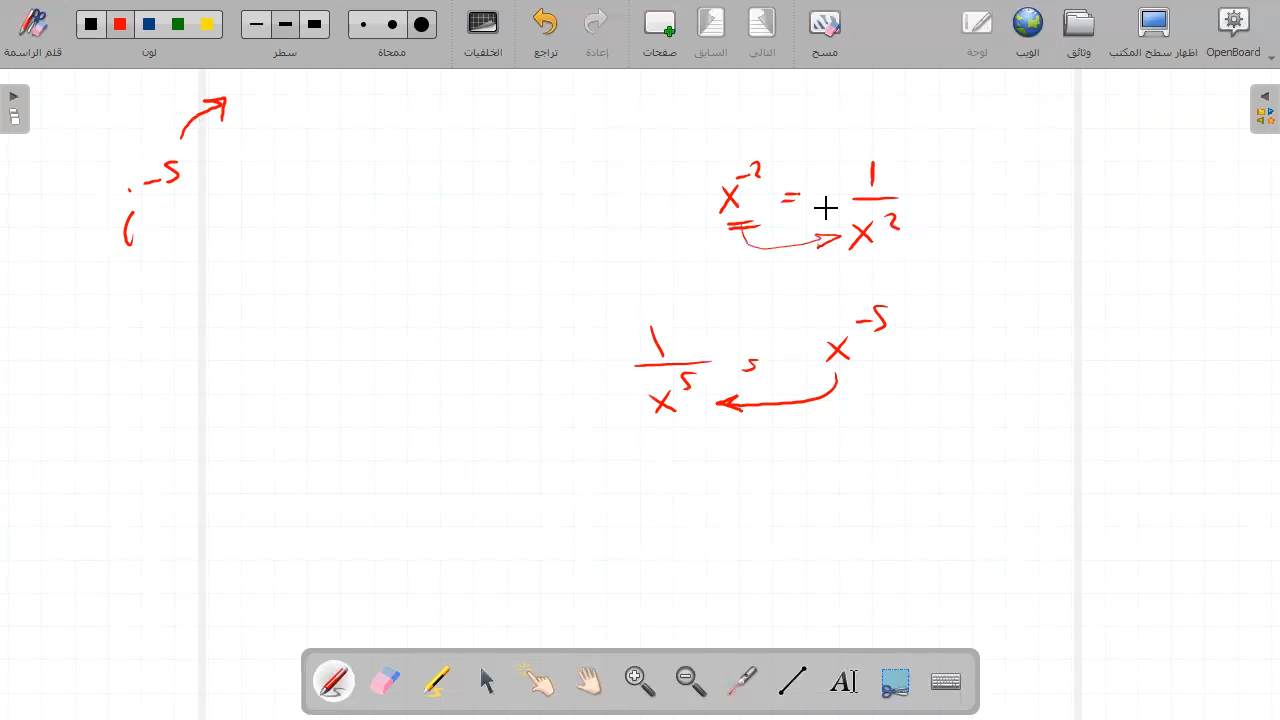 قلم الراسمة لون سطر ممحاة الخلفيات تراجع إعادة صفحات السابق التالي مسح لوحة الويب وثائق اظهار سطح المكتب OpenBoard
i⁻⁵
x⁻² = 1/x²
1/x⁵ s x⁻⁵
A